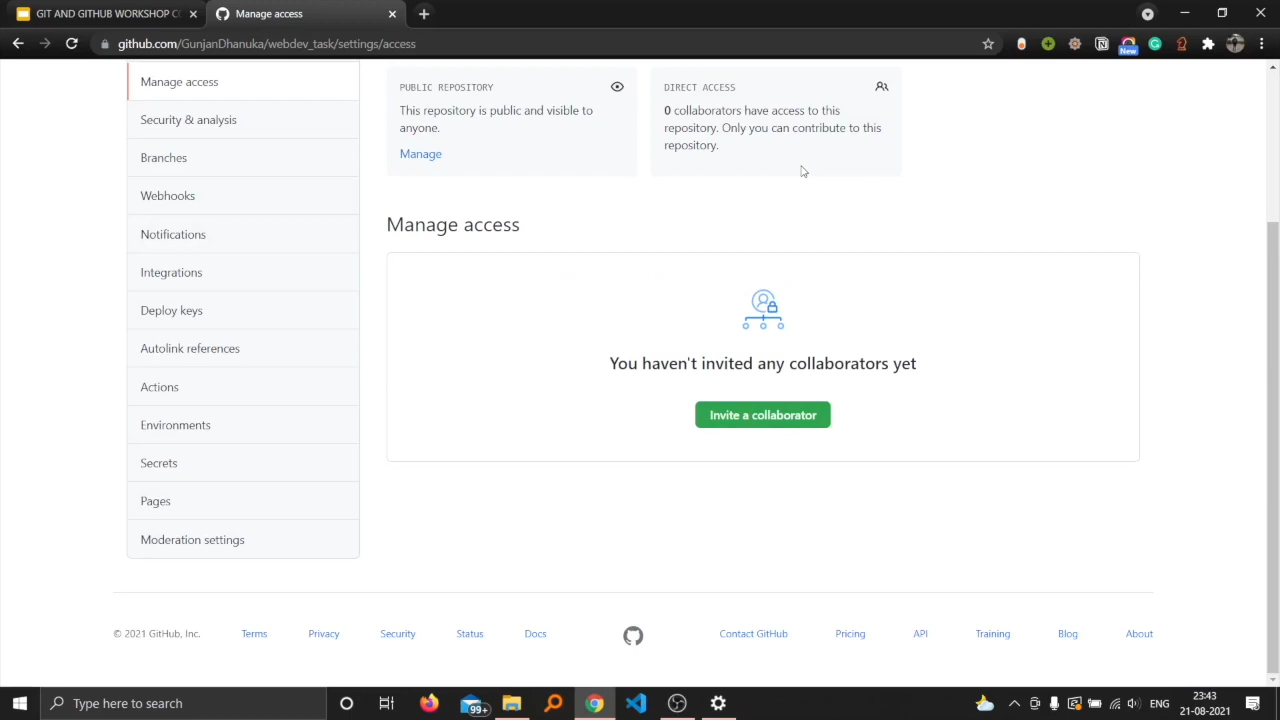 GIT AND GITHUB WORKSHOP C
Manage access
github.com/GunjanDhanuka/webdev_task/settings/access
New
Manage access
Security & analysis
Branches
Webhooks
Notifications
Integrations
Deploy keys
Autolink references
Actions
Environments
Secrets
Pages
Moderation settings
PUBLIC REPOSITORY
This repository is public and visible to
anyone.
Manage
DIRECT ACCESS
0 collaborators have access to this
repository. Only you can contribute to this
repository.
Manage access
You haven't invited any collaborators yet
Invite a collaborator
© 2021 GitHub, Inc. Terms Privacy Security Status Docs Contact GitHub Pricing API Training Blog About
Type here to search
99+
ENG
23:43
21-08-2021